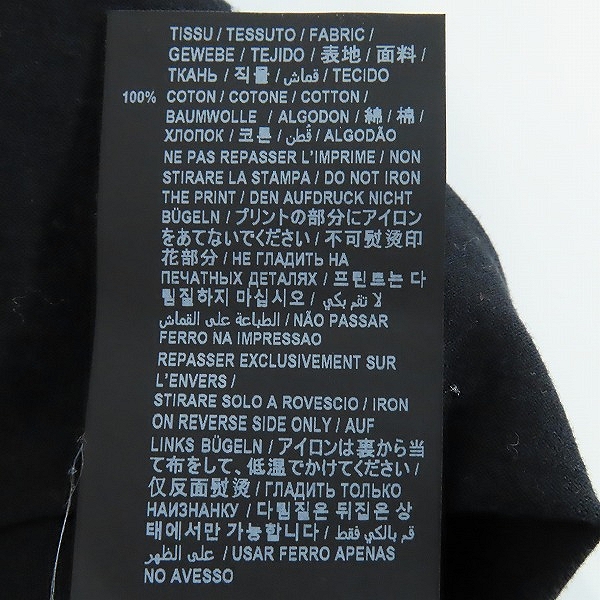 TISSU / TESSUTO / FABRIC /
GEWEBE / TEJIDO / 表地 / 面料 /
ТКАНЬ / 직물 / قماش / TECIDO
100% COTON / COTONE / COTTON /
BAUMWOLLE / ALGODON / 綿 / 棉 /
ХЛОПОК / 코튼 / قُطن / ALGODÃO
NE PAS REPASSER L'IMPRIME / NON
STIRARE LA STAMPA / DO NOT IRON
THE PRINT / DEN AUFDRUCK NICHT
BÜGELN / プリントの部分にアイロン
をあてないでください / 不可熨烫印
花部分 / НЕ ГЛАДИТЬ НА
ПЕЧАТНЫХ ДЕТАЛЯХ / 프린트는 다
림질하지 마십시오 / لا تقم بكي
الطباعة على القماش / NÃO PASSAR
FERRO NA IMPRESSAO
REPASSER EXCLUSIVEMENT SUR
L'ENVERS /
STIRARE SOLO A ROVESCIO / IRON
ON REVERSE SIDE ONLY / AUF
LINKS BÜGELN / アイロンは裏から当
て布をして、低温でかけてください /
仅反面熨烫 / ГЛАДИТЬ ТОЛЬКО
НАИЗНАНКУ / 다림질은 뒤집은 상
태에서만 가능합니다 / قم بالكي فقط
على الظهر / USAR FERRO APENAS
NO AVESSO